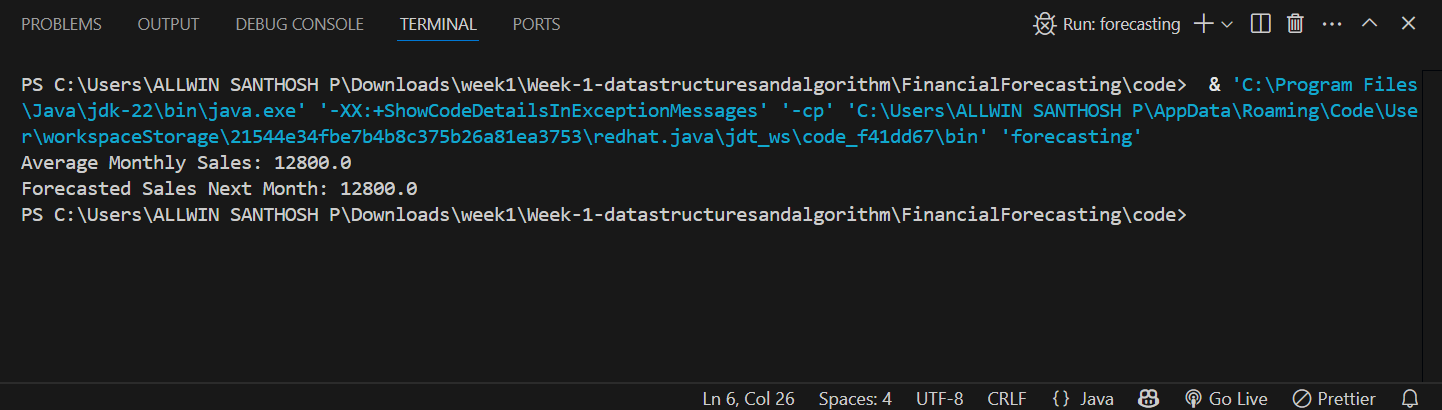 PROBLEMS OUTPUT DEBUG CONSOLE TERMINAL PORTS Run: forecasting
PS C:\Users\ALLWIN SANTHOSH P\Downloads\week1\Week-1-datastructuresandalgorithm\FinancialForecasting\code>  & 'C:\Program Files
\Java\jdk-22\bin\java.exe' '-XX:+ShowCodeDetailsInExceptionMessages' '-cp' 'C:\Users\ALLWIN SANTHOSH P\AppData\Roaming\Code\Use
r\workspaceStorage\21544e34fbe7b4b8c375b26a81ea3753\redhat.java\jdt_ws\code_f41dd67\bin' 'forecasting'
Average Monthly Sales: 12800.0
Forecasted Sales Next Month: 12800.0
PS C:\Users\ALLWIN SANTHOSH P\Downloads\week1\Week-1-datastructuresandalgorithm\FinancialForecasting\code>
Ln 6, Col 26 Spaces: 4 UTF-8 CRLF {} Java Go Live Prettier